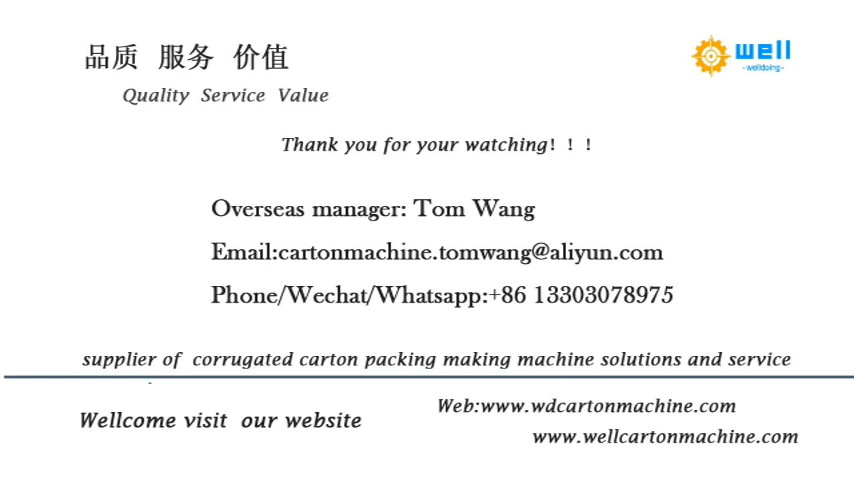 品质 服务 价值
well
-welldoing-
Quality Service Value
Thank you for your watching! ! !
Overseas manager: Tom Wang
Email:cartonmachine.tomwang@aliyun.com
Phone/Wechat/Whatsapp:+86 13303078975
supplier of corrugated carton packing making machine solutions and service
Wellcome visit our website
Web:www.wdcartonmachine.com
www.wellcartonmachine.com